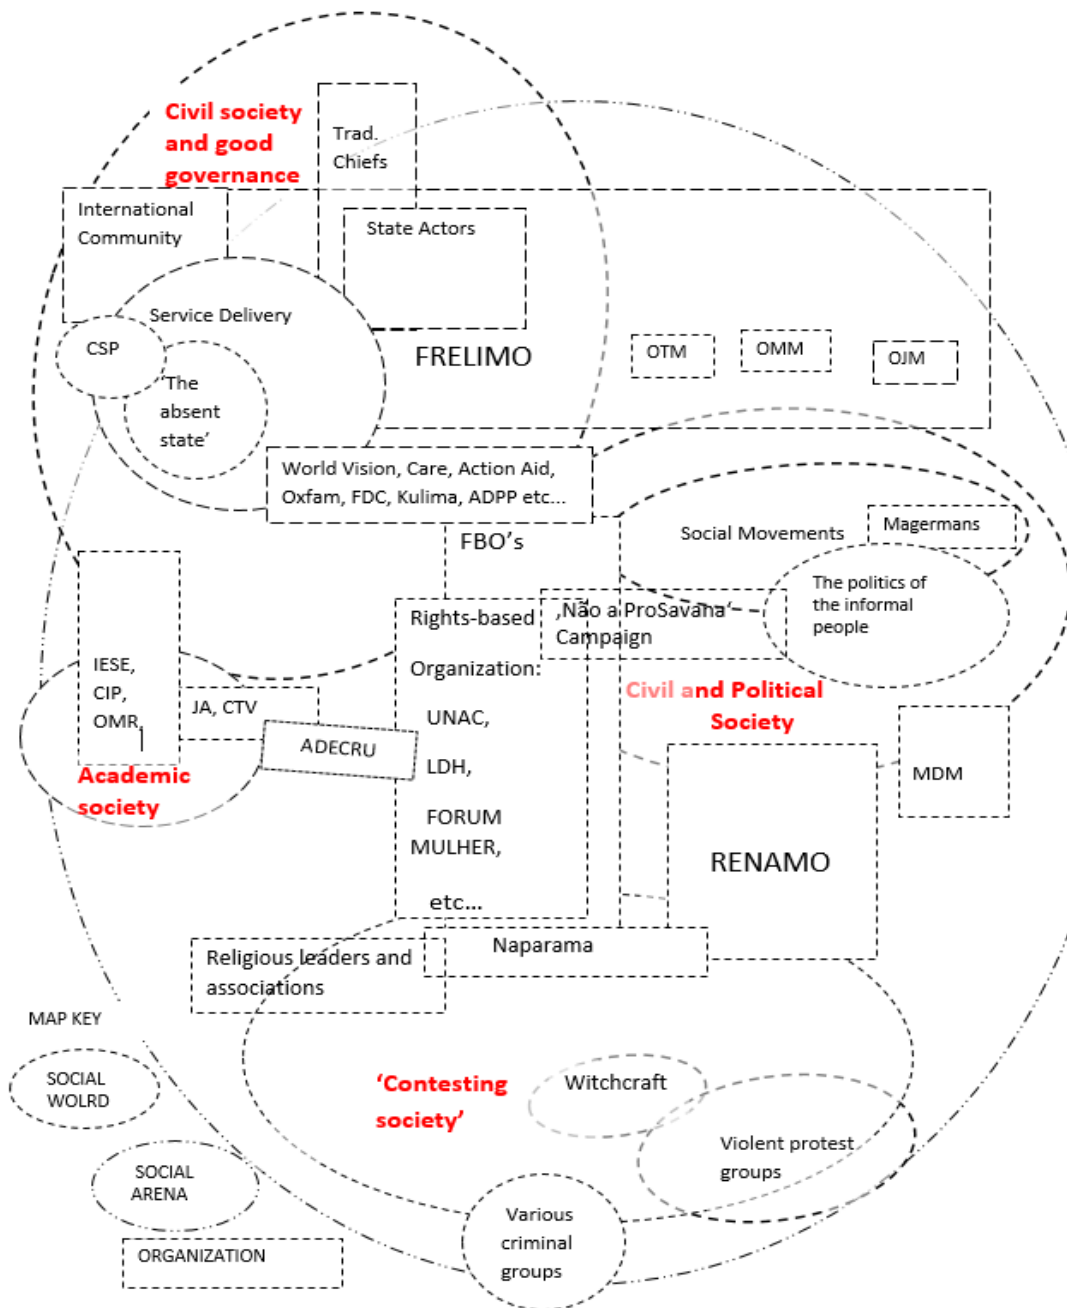 Civil society
and good
governance
Trad.
Chiefs
International
Community
State Actors
Service Delivery
CSP
FRELIMO
OTM
OMM
OJM
‘The
absent
state’
World Vision, Care, Action Aid,
Oxfam, FDC, Kulima, ADPP etc...
FBO’s
Social Movements
Magermans
The politics of
the informal
people
Rights-based
Organization:
UNAC,
LDH,
FORUM
MULHER,
etc...
‚Não a ProSavana‘
Campaign
IESE,
CIP,
OMR,
JA, CTV
ADECRU
Academic
society
Civil and Political
Society
MDM
RENAMO
Naparama
Religious leaders and
associations
MAP KEY
SOCIAL
WOLRD
SOCIAL
ARENA
ORGANIZATION
‘Contesting
society’
Witchcraft
Violent protest
groups
Various
criminal
groups